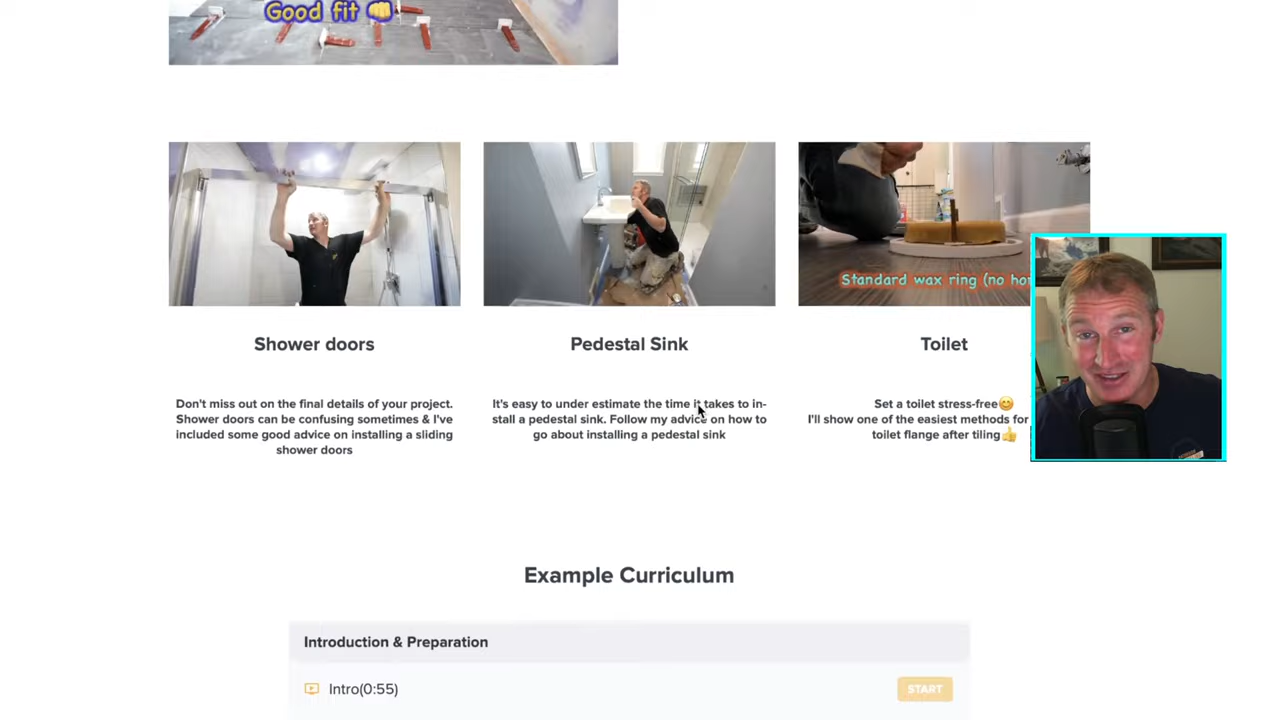 Good fit 👊
Standard wax ring (no ho
Shower doors
Don't miss out on the final details of your project.
Shower doors can be confusing sometimes & I've
included some good advice on installing a sliding
shower doors
Pedestal Sink
It's easy to under estimate the time it takes to in-
stall a pedestal sink. Follow my advice on how to
go about installing a pedestal sink
Toilet
Set a toilet stress-free😊
I'll show one of the easiest methods for
toilet flange after tiling👍
Example Curriculum
Introduction & Preparation
Intro(0:55)
START